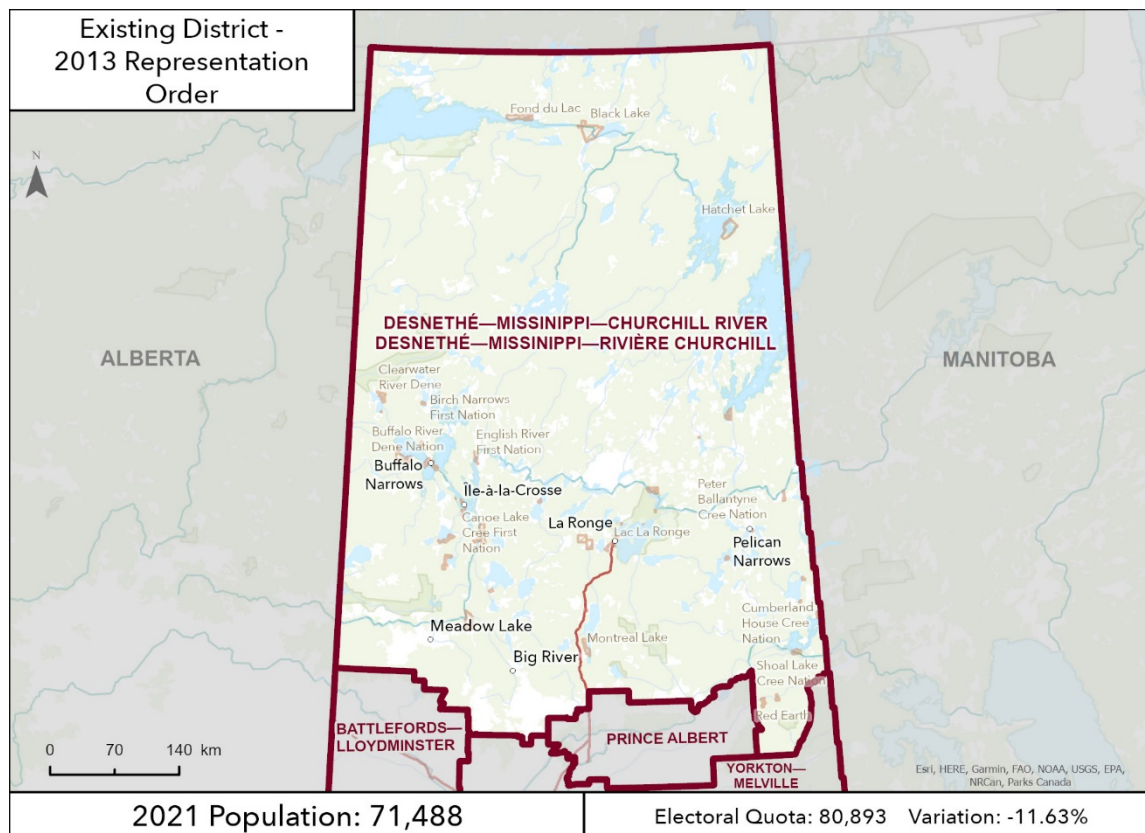 Existing District -
2013 Representation
Order
N
Fond du Lac
Black Lake
Hatchet Lake
DESNETHÉ—MISSINIPPI—CHURCHILL RIVER
DESNETHÉ—MISSINIPPI—RIVIÈRE CHURCHILL
ALBERTA
MANITOBA
Clearwater
River Dene
Birch Narrows
First Nation
Buffalo River
Dene Nation
English River
First Nation
Buffalo
Narrows
Île-à-la-Crosse
Peter
Ballantyne
Cree Nation
Canoe Lake
Cree First
Nation
La Ronge
Lac La Ronge
Pelican
Narrows
Cumberland
House Cree
Nation
Meadow Lake
Montreal Lake
Big River
Shoal Lake
Cree Nation
Red Earth
BATTLEFORDS—
LLOYDMINSTER
PRINCE ALBERT
YORKTON—
MELVILLE
0 70 140 km
Esri, HERE, Garmin, FAO, NOAA, USGS, EPA,
NRCan, Parks Canada
2021 Population: 71,488
Electoral Quota: 80,893 Variation: -11.63%